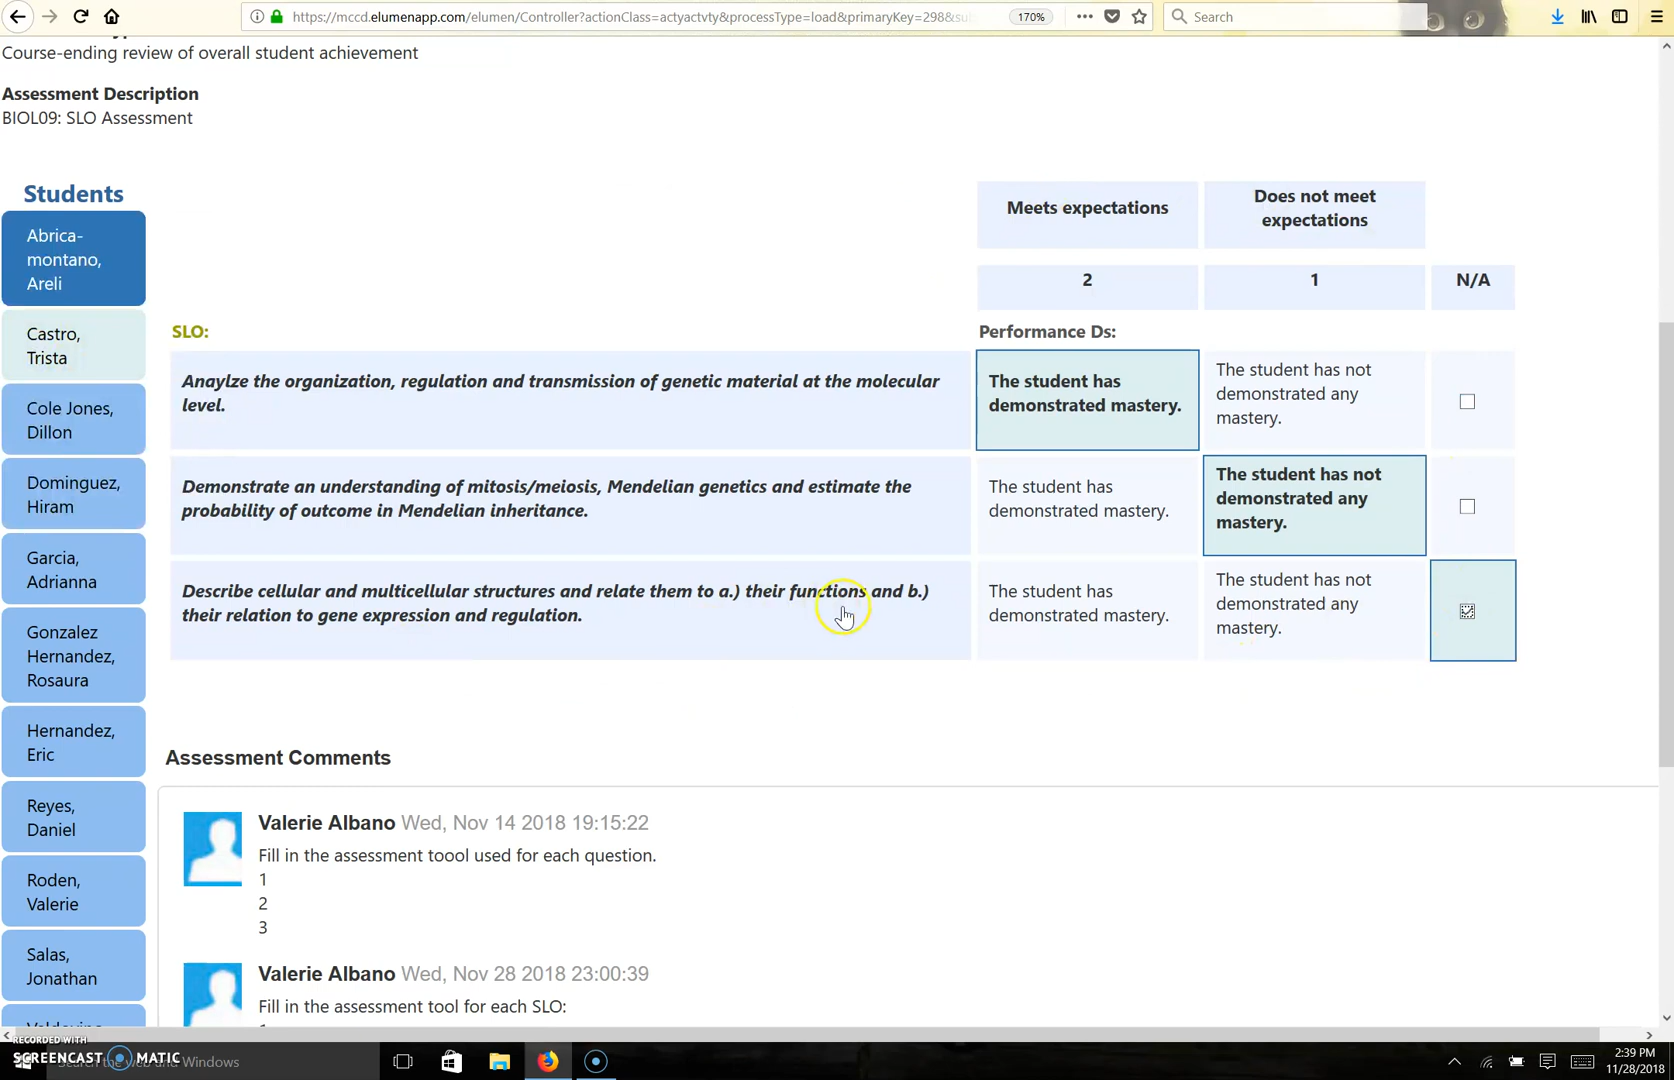 https://mccd.elumenapp.com/elumen/Controller?actionClass=actyactvty&processType=load&primaryKey=298&su
170%
Search
Course-ending review of overall student achievement
Assessment Description
BIOL09: SLO Assessment
Students
Abrica-
montano,
Areli
Castro,
Trista
Cole Jones,
Dillon
Dominguez,
Hiram
Garcia,
Adrianna
Gonzalez
Hernandez,
Rosaura
Hernandez,
Eric
Reyes,
Daniel
Roden,
Valerie
Salas,
Jonathan
Meets expectations
Does not meet
expectations
2
1
N/A
SLO:
Performance Ds:
Anaylze the organization, regulation and transmission of genetic material at the molecular
level.
The student has
demonstrated mastery.
The student has not
demonstrated any
mastery.
Demonstrate an understanding of mitosis/meiosis, Mendelian genetics and estimate the
probability of outcome in Mendelian inheritance.
The student has
demonstrated mastery.
The student has not
demonstrated any
mastery.
Describe cellular and multicellular structures and relate them to a.) their functions and b.)
their relation to gene expression and regulation.
The student has
demonstrated mastery.
The student has not
demonstrated any
mastery.
Assessment Comments
Valerie Albano Wed, Nov 14 2018 19:15:22
Fill in the assessment toool used for each question.
1
2
3
Valerie Albano Wed, Nov 28 2018 23:00:39
Fill in the assessment tool for each SLO:
RECORDED WITH
SCREENCAST MATIC
Search the web and Windows
2:39 PM
11/28/2018